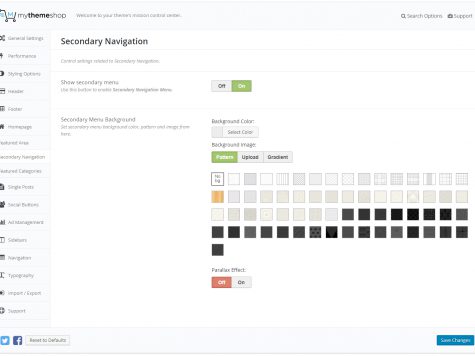 mythemeshop
Welcome to your theme's mission control center.
Search Options
Download
Support
General Settings
Performance
Styling Options
Header
Footer
Homepage
Featured Area
Secondary Navigation
Featured Categories
Single Posts
Social Buttons
Ad Management
Sidebars
Navigation
Typography
Import / Export
Support
Secondary Navigation
Control settings related to Secondary Navigation.
Show secondary menu
Use this button to enable Secondary Navigation Menu.
Off
On
Secondary Menu Background
Set secondary menu background color, pattern and image from
here.
Background Color:
Select Color
Background Image:
Pattern
Upload
Gradient
No
bg
Parallax Effect:
Off
On
Reset to Defaults
Save Changes